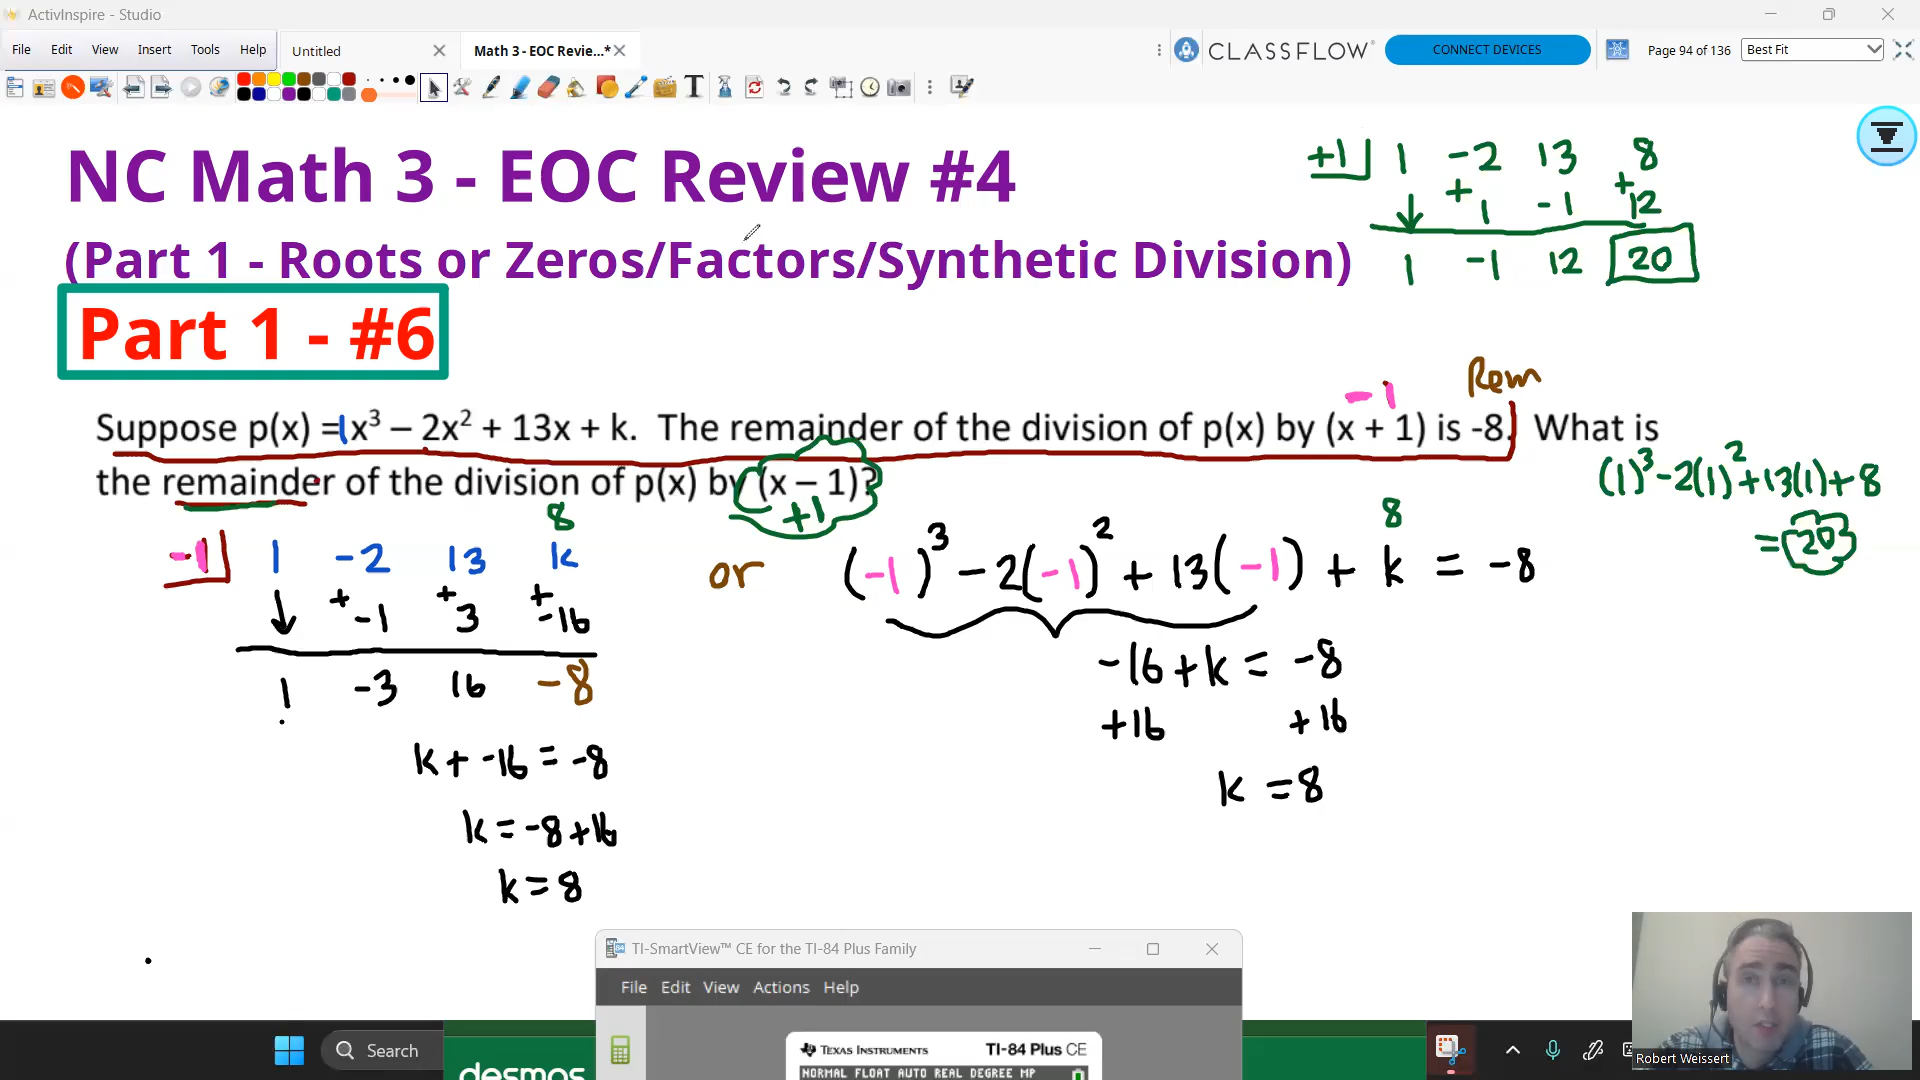 ActivInspire - Studio
File Edit View Insert Tools Help
Untitled
Math 3 - EOC Revie...*
CLASSFLOW
CONNECT DEVICES
Page 94 of 136
Best Fit
NC Math 3 - EOC Review #4
(Part 1 - Roots or Zeros/Factors/Synthetic Division)
Part 1 - #6
+1 1 -2 13 8
+ 1 -1 + 12
1 -1 12 20
-1 Rem
Suppose p(x) = 1x³ – 2x² + 13x + k. The remainder of the division of p(x) by (x + 1) is -8. What is
the remainder of the division of p(x) by (x – 1)?
+1
(1)³-2(1)²+13(1)+8
= 20
8
-1 1 -2 13 k
+ -1 + 3 + -16
1 -3 16 -8
k + -16 = -8
k = -8 + 16
k = 8
or
8
(-1)³ - 2(-1)² + 13(-1) + k = -8
-16 + k = -8
+16 +16
k = 8
TI-SmartView™ CE for the TI-84 Plus Family
File Edit View Actions Help
TEXAS INSTRUMENTS TI-84 Plus CE
NORMAL FLOAT AUTO REAL DEGREE MP
Search
desmos
Robert Weissert